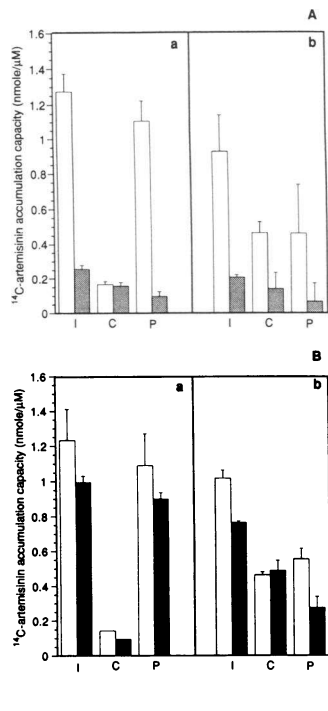 A
a
b
¹⁴C-artemisinin accumulation capacity (nmole/µM)
1.6
1.4
1.2
1
0.8
0.6
0.4
0.2
0
I C P I C P
B
a
b
¹⁴C-artemisinin accumulation capacity (nmole/µM)
1.6
1.4
1.2
1
0.8
0.6
0.4
0.2
0
I C P I C P